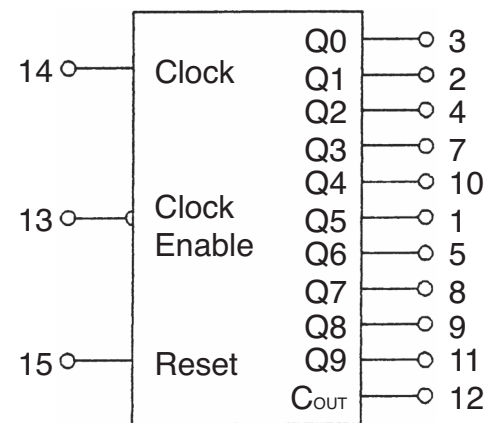 Q0 3
14 Clock Q1 2
Q2 4
Q3 7
Q4 10
13 Clock Q5 1
Enable Q6 5
Q7 8
Q8 9
15 Reset Q9 11
COUT 12